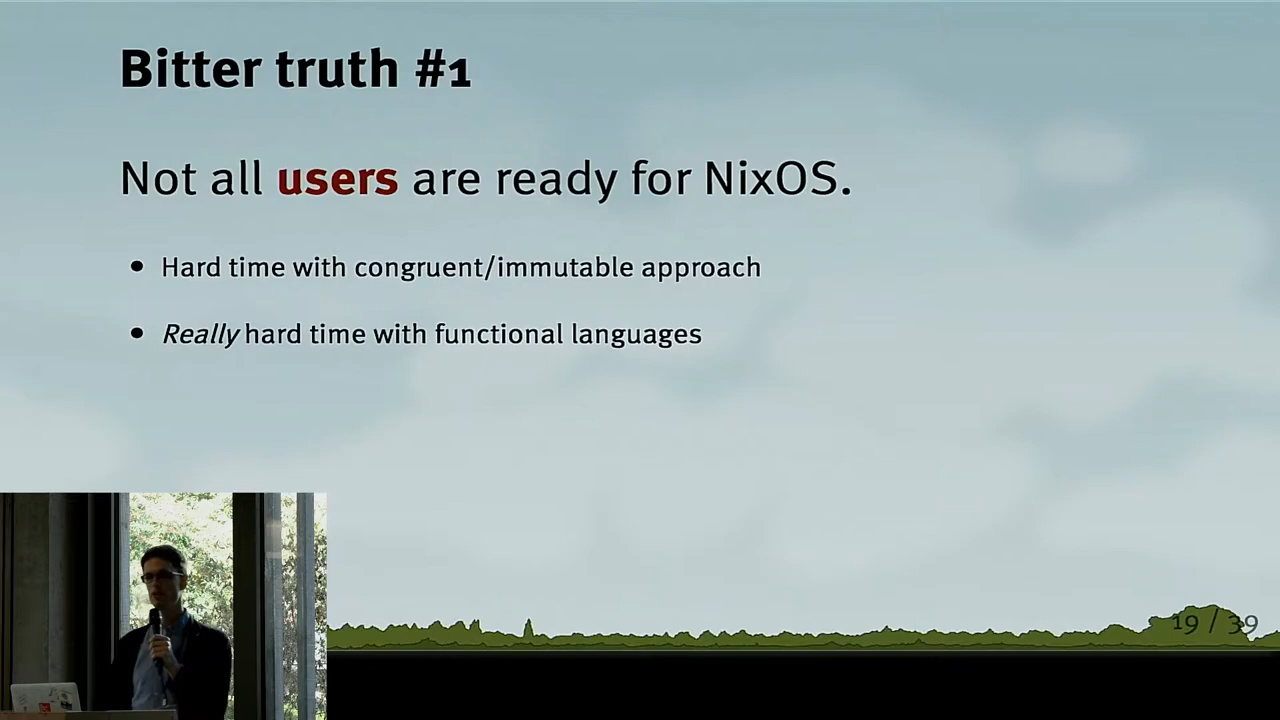 Bitter truth #1
Not all users are ready for NixOS.
• Hard time with congruent/immutable approach
• Really hard time with functional languages
19 / 39